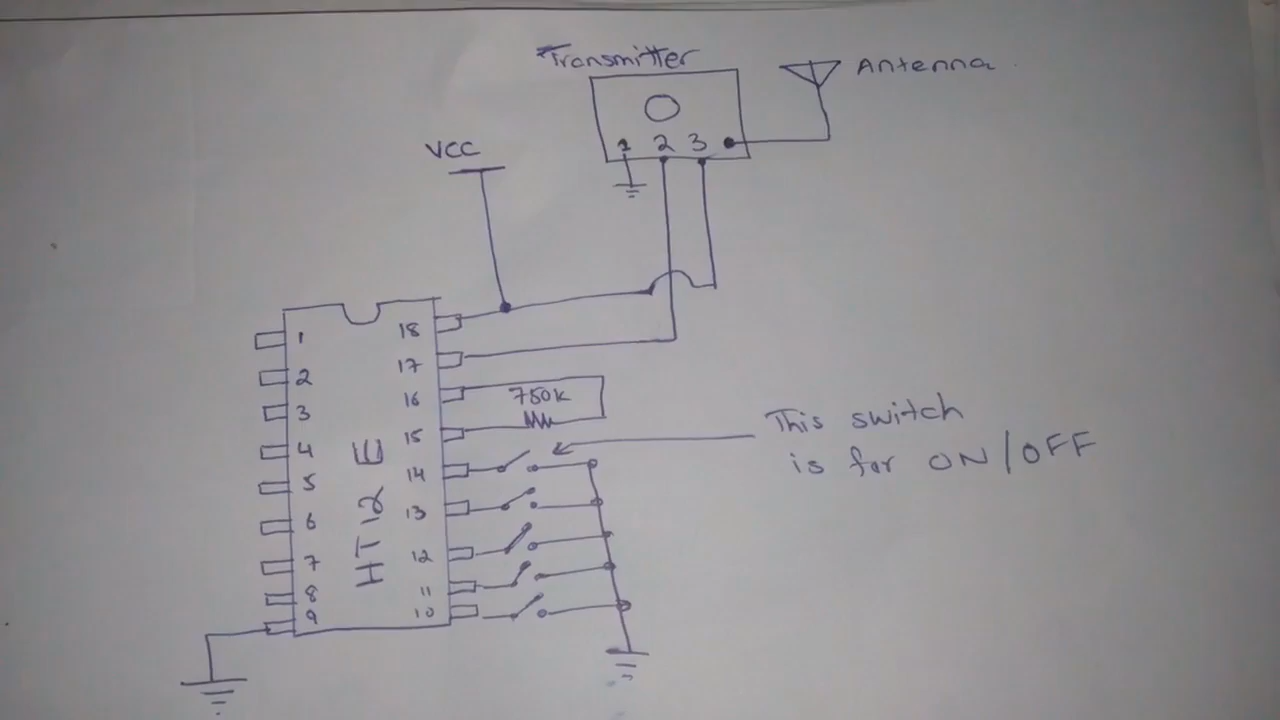 Transmitter
Antenna
1 2 3
VCC
1 18
2 17
3 16
750k
4 15
5 14
6 13
7 12
8 11
9 10
HT12E
This switch
is for ON/OFF